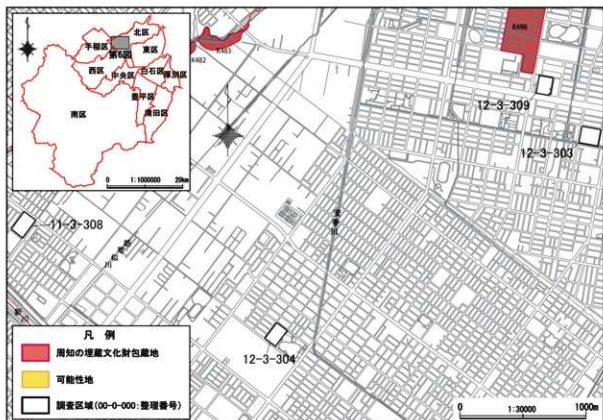 北区
手稲区
東区
第6図
西区
中央区
白石区
厚別区
豊平区
清田区
南区
0 1:1000000 20km
K482
K483
K496
12-3-309
12-3-303
11-3-308
12-3-304
新川
凡 例
周知の埋蔵文化財包蔵地
可能性地
調査区域(00-0-000:整理番号)
0 1:30000 1000m